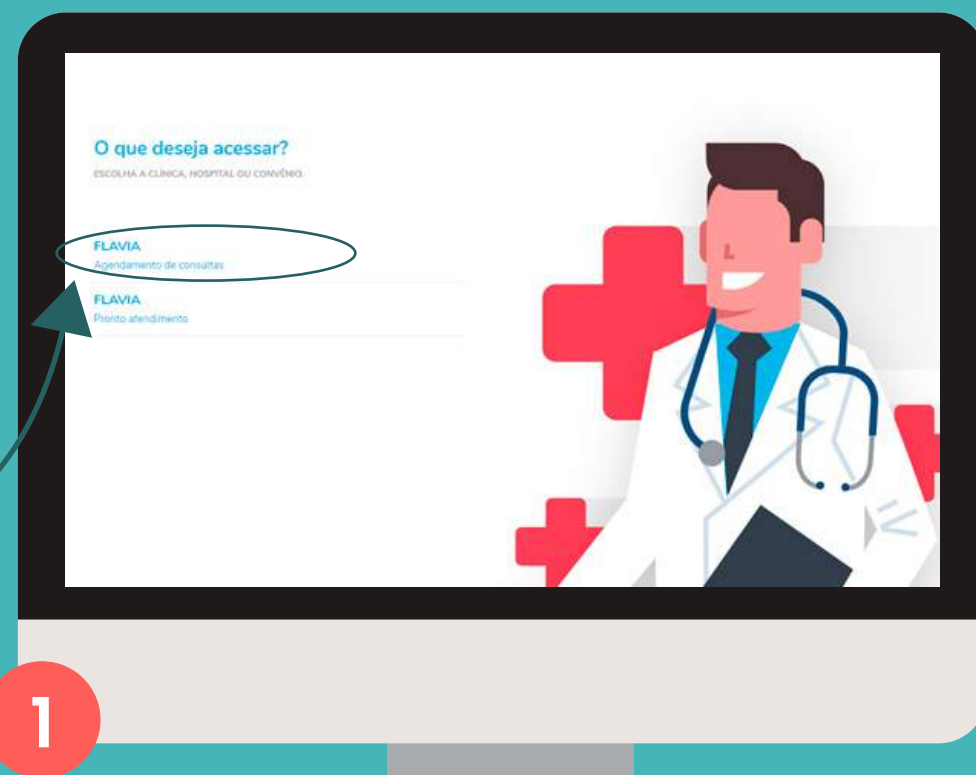 O que deseja acessar?
ESCOLHA A CLÍNICA, HOSPITAL OU CONVÊNIO.
FLAVIA
Agendamento de consultas
FLAVIA
Pronto atendimento
1